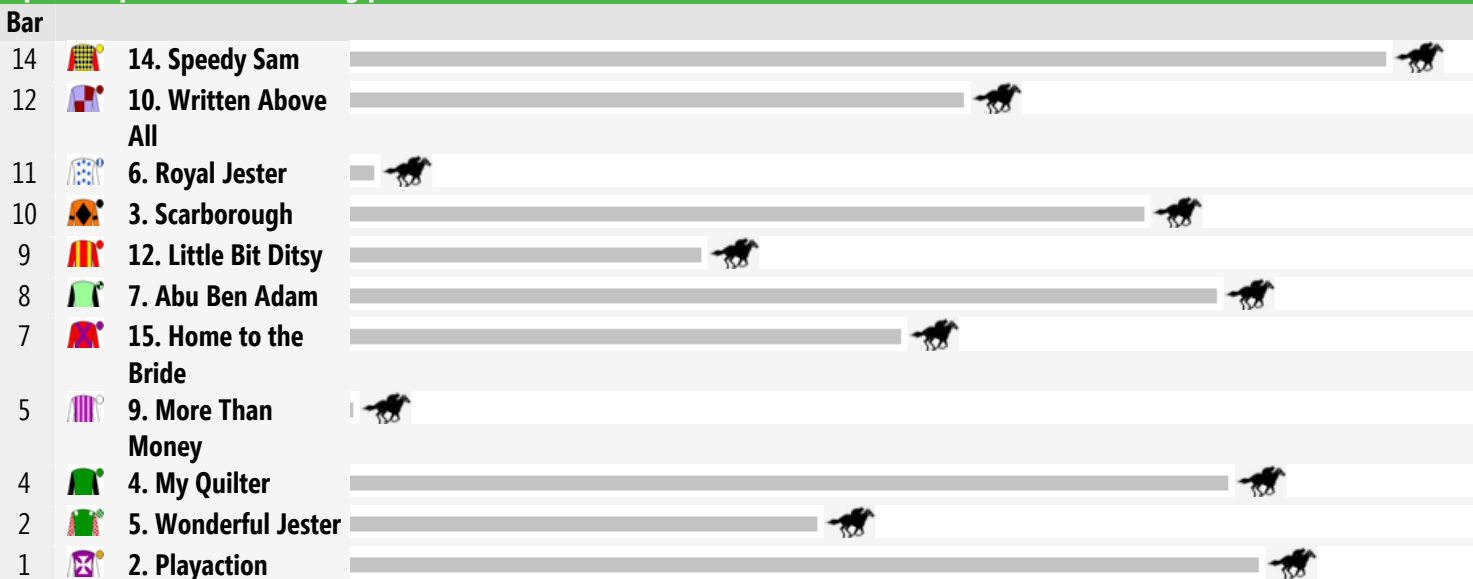 Bar
14 14. Speedy Sam
12 10. Written Above
All
11 6. Royal Jester
10 3. Scarborough
9 12. Little Bit Ditsy
8 7. Abu Ben Adam
7 15. Home to the
Bride
5 9. More Than
Money
4 4. My Quilter
2 5. Wonderful Jester
1 2. Playaction